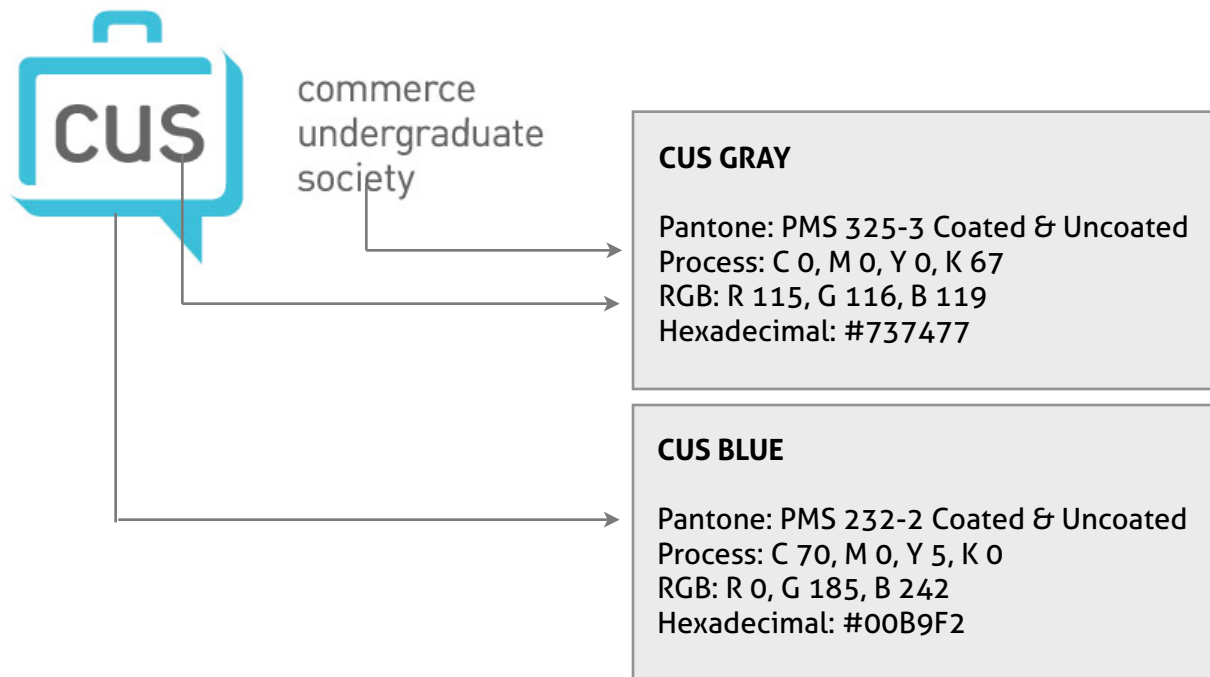 cus
commerce
undergraduate
society
CUS GRAY
Pantone: PMS 325-3 Coated & Uncoated
Process: C 0, M 0, Y 0, K 67
RGB: R 115, G 116, B 119
Hexadecimal: #737477
CUS BLUE
Pantone: PMS 232-2 Coated & Uncoated
Process: C 70, M 0, Y 5, K 0
RGB: R 0, G 185, B 242
Hexadecimal: #00B9F2